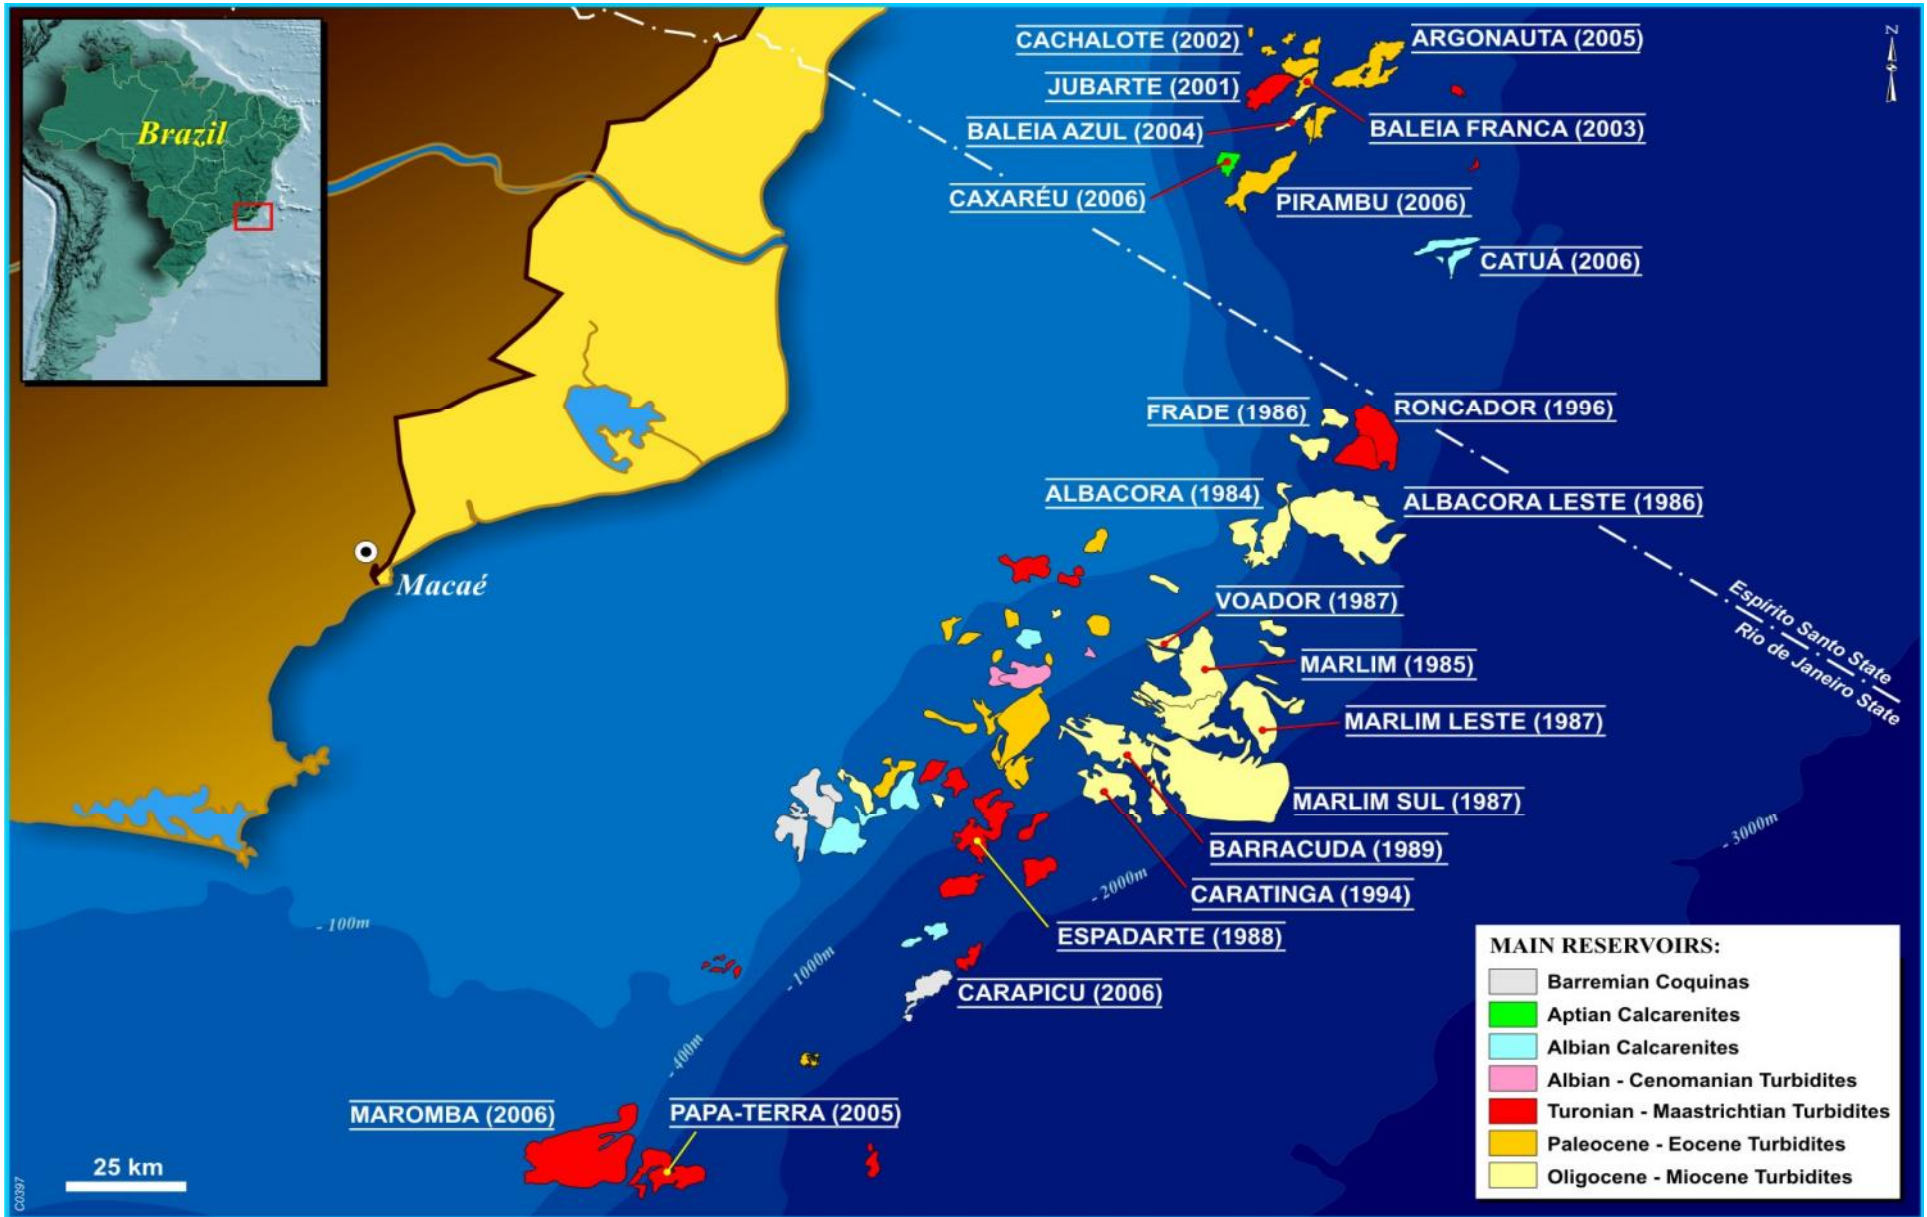 Brazil
CACHALOTE (2002)
ARGONAUTA (2005)
N
JUBARTE (2001)
BALEIA AZUL (2004)
BALEIA FRANCA (2003)
CAXARÉU (2006)
PIRAMBU (2006)
CATUÁ (2006)
FRADE (1986)
RONCADOR (1996)
ALBACORA (1984)
ALBACORA LESTE (1986)
Macaé
VOADOR (1987)
Espírito Santo State
Rio de Janeiro State
MARLIM (1985)
MARLIM LESTE (1987)
MARLIM SUL (1987)
- 3000m
BARRACUDA (1989)
- 2000m
CARATINGA (1994)
- 100m
ESPADARTE (1988)
- 1000m
CARAPICU (2006)
- 400m
MAROMBA (2006)
PAPA-TERRA (2005)
25 km
C0397
MAIN RESERVOIRS:
Barremian Coquinas
Aptian Calcarenites
Albian Calcarenites
Albian - Cenomanian Turbidites
Turonian - Maastrichtian Turbidites
Paleocene - Eocene Turbidites
Oligocene - Miocene Turbidites